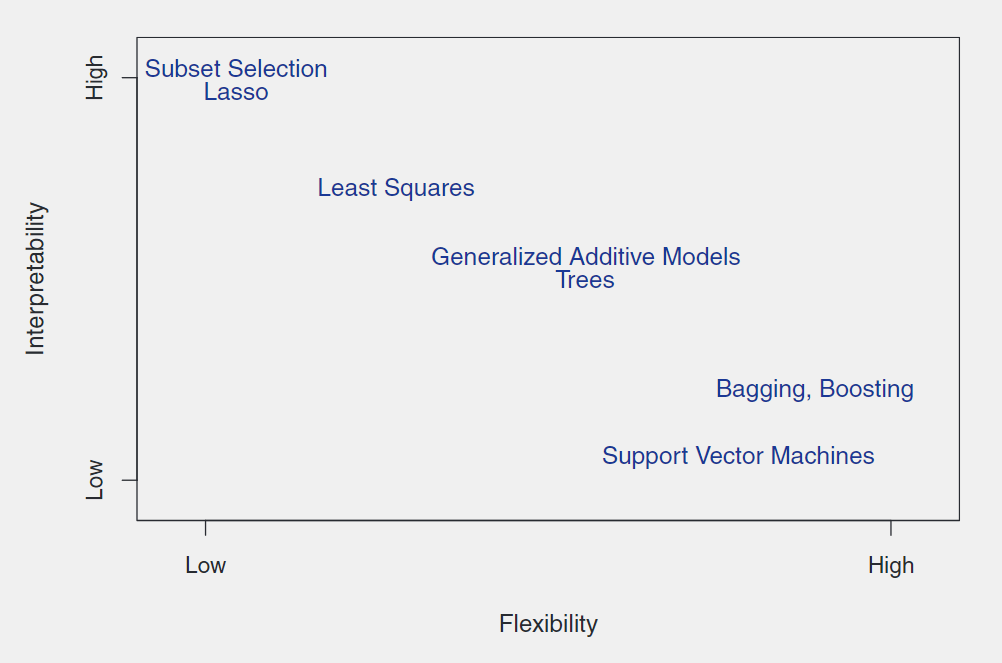 High
Subset Selection
Lasso
Least Squares
Interpretability
Generalized Additive Models
Trees
Bagging, Boosting
Support Vector Machines
Low
Low
High
Flexibility